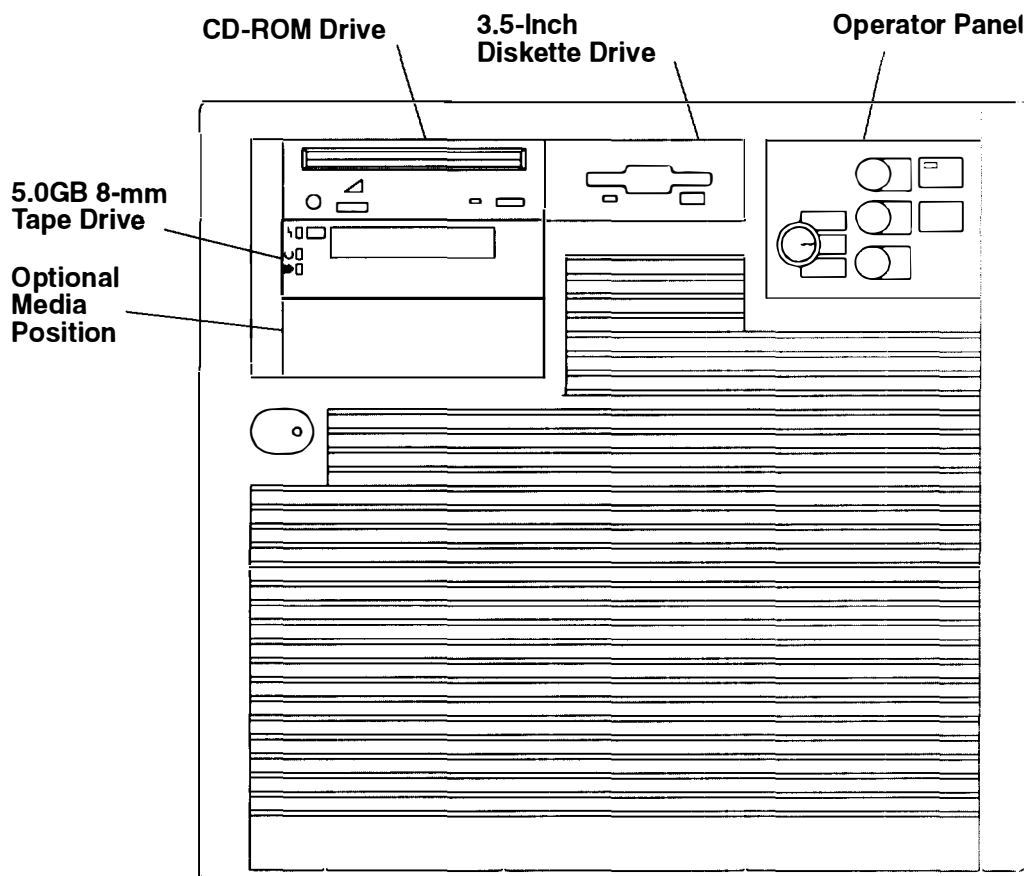 CD-ROM Drive
3.5-Inch
Diskette Drive
Operator Panel
5.0GB 8-mm
Tape Drive
Optional
Media
Position